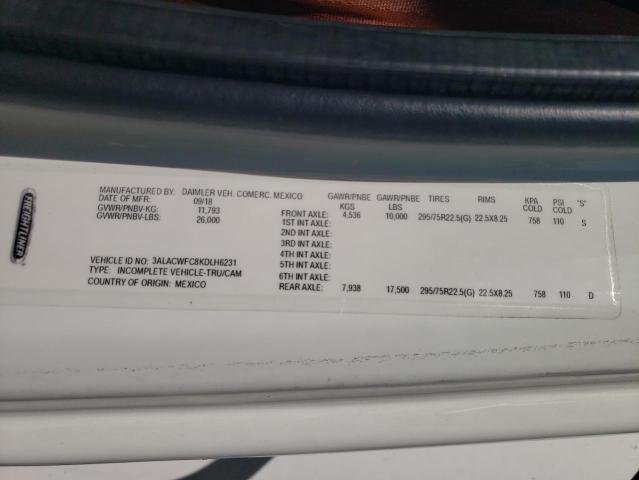 FREIGHTLINER
MANUFACTURED BY: DAIMLER VEH. COMERC. MEXICO
DATE OF MFR: 09/18
GVWR/PNBV-KG: 11,793
GVWR/PNBV-LBS: 26,000
VEHICLE ID NO: 3ALACWFC8KDLH6231
TYPE: INCOMPLETE VEHICLE-TRU/CAM
COUNTRY OF ORIGIN: MEXICO
GAWR/PNBE GAWR/PNBE TIRES RIMS KPA PSI "S"
KGS LBS COLD COLD
FRONT AXLE: 4,536 10,000 295/75R22.5(G) 22.5X8.25 758 110 S
1ST INT AXLE:
2ND INT AXLE:
3RD INT AXLE:
4TH INT AXLE:
5TH INT AXLE:
6TH INT AXLE:
REAR AXLE: 7,938 17,500 295/75R22.5(G) 22.5X8.25 758 110 D